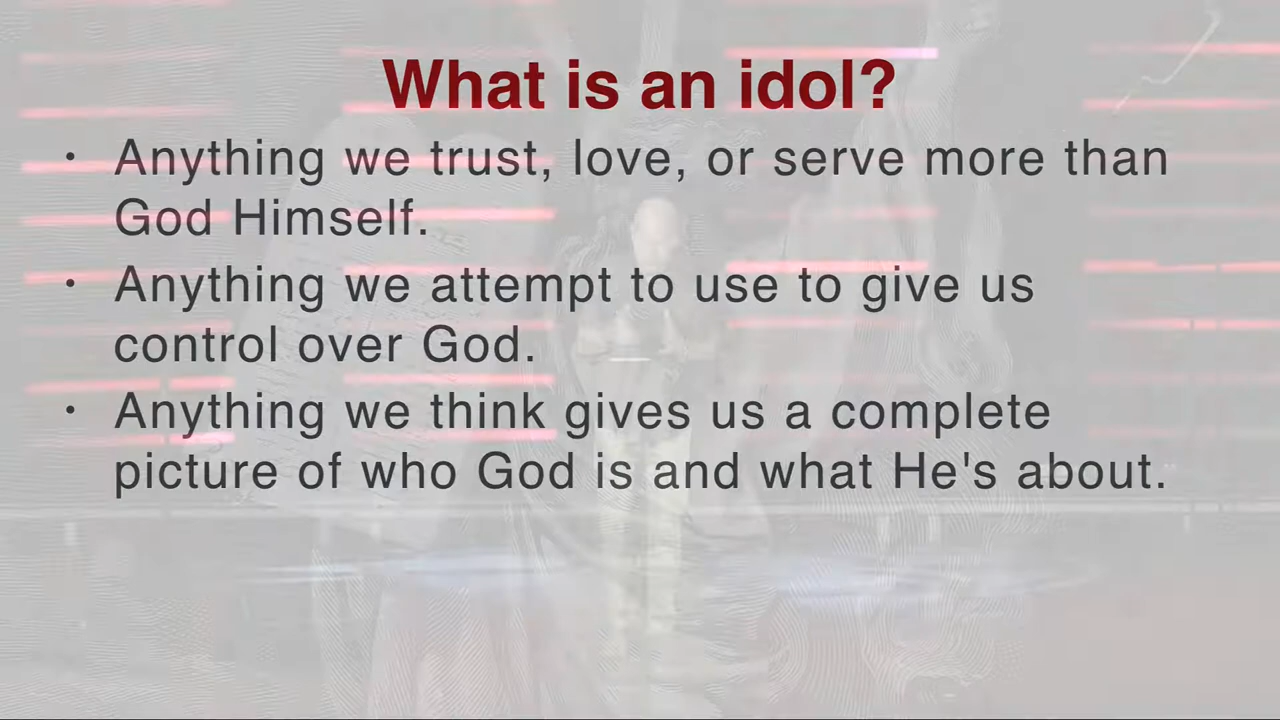 What is an idol?
• Anything we trust, love, or serve more than
God Himself.
• Anything we attempt to use to give us
control over God.
• Anything we think gives us a complete
picture of who God is and what He's about.